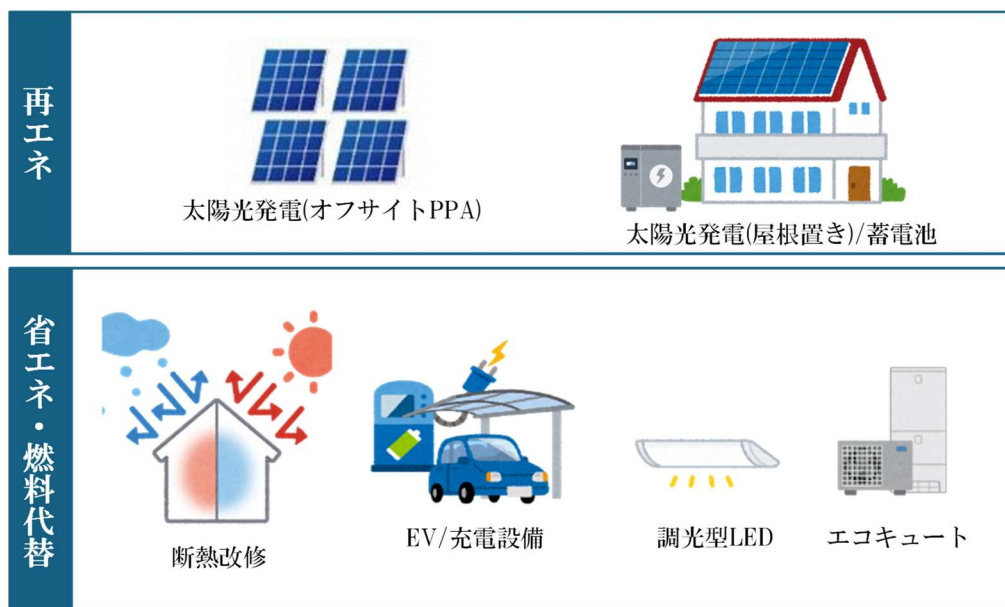 再エネ
太陽光発電(オフサイトPPA)
太陽光発電(屋根置き)/蓄電池
省エネ・燃料代替
断熱改修
EV/充電設備
調光型LED
エコキュート